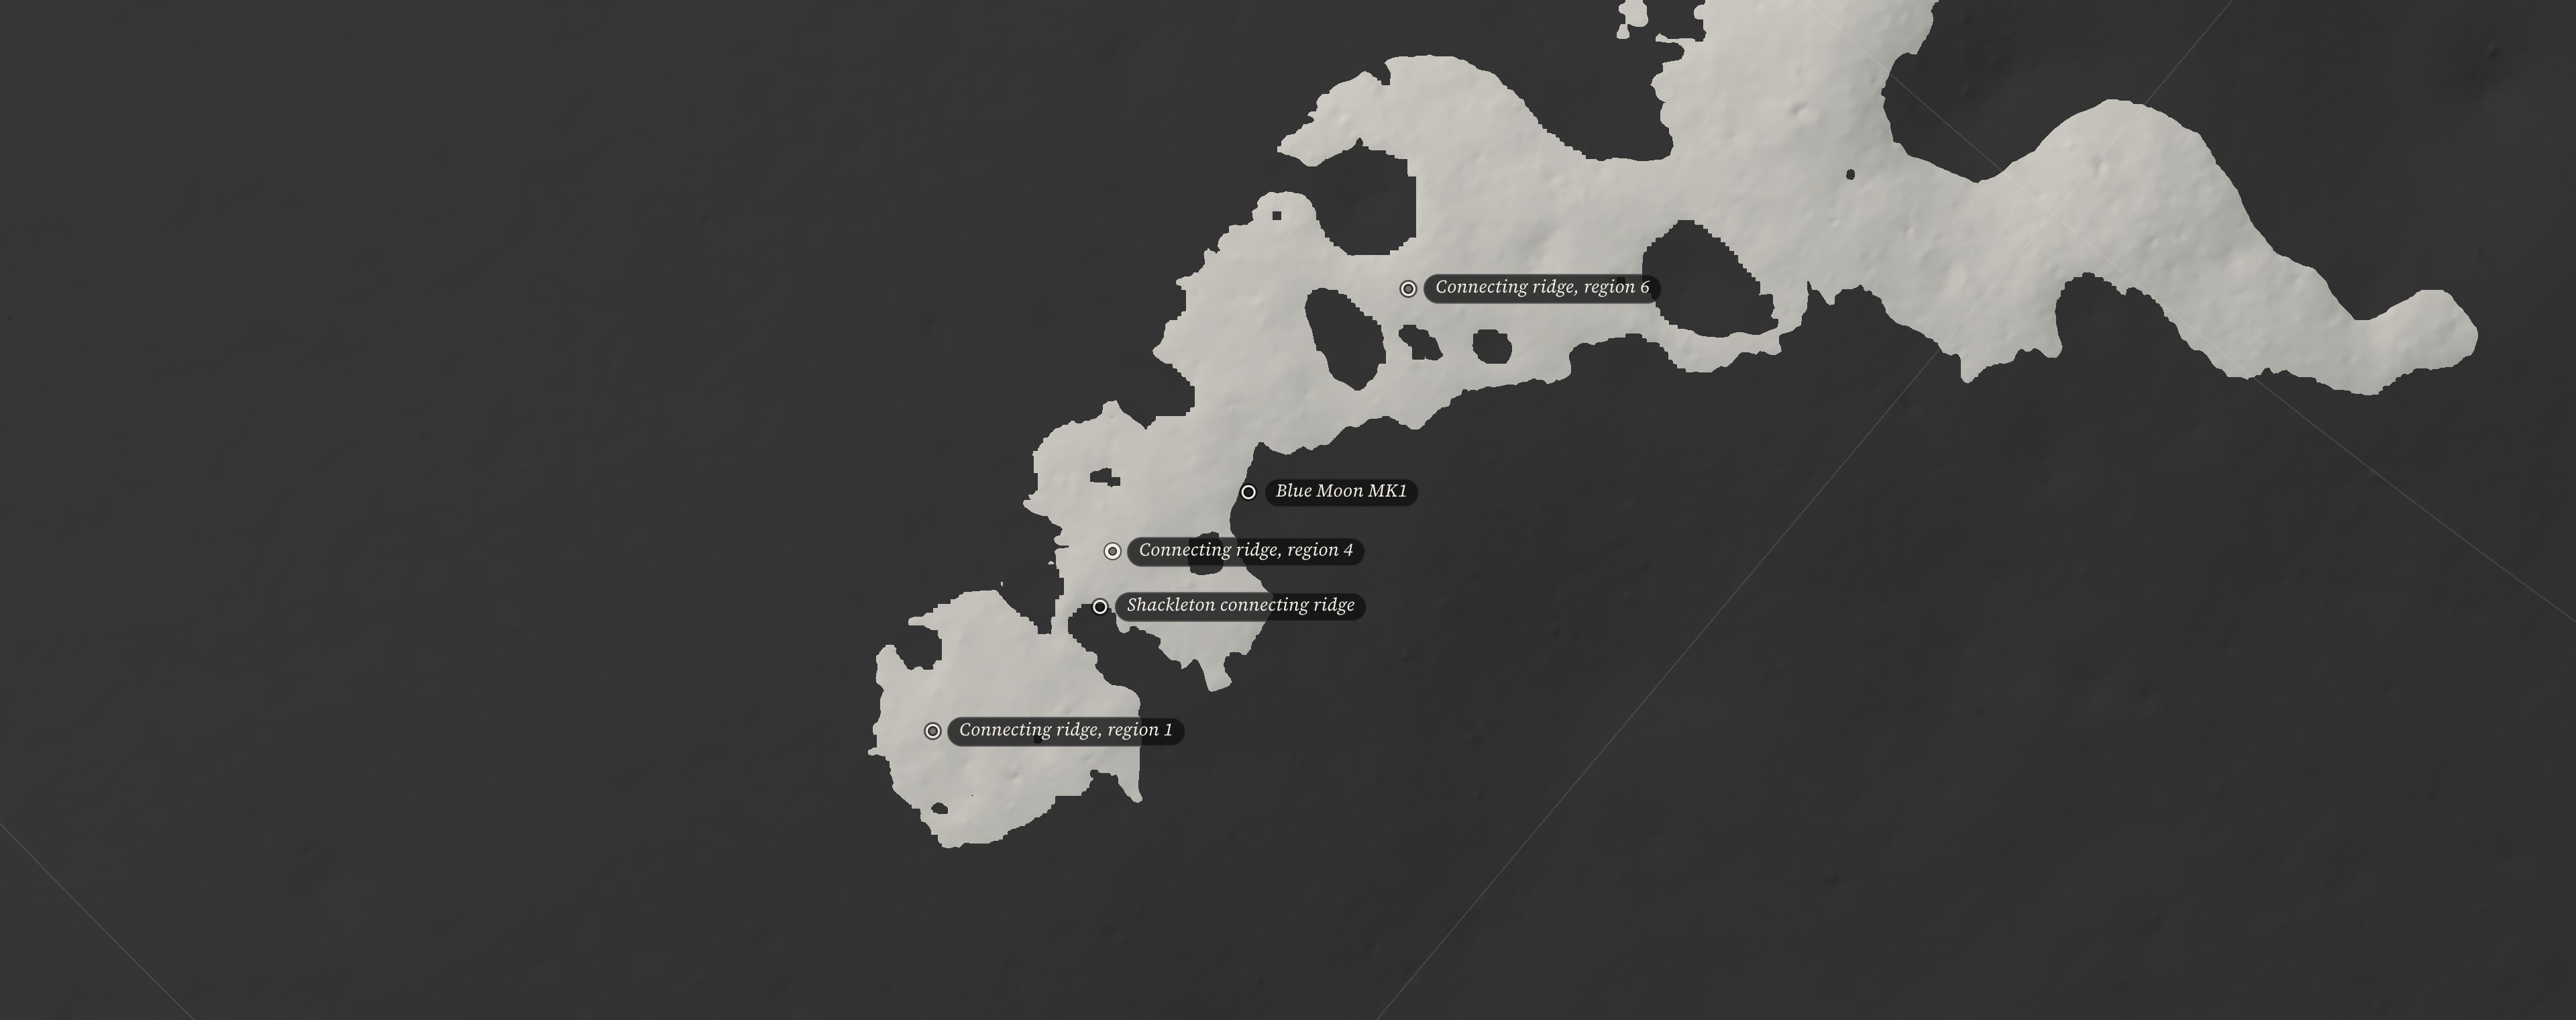 Connecting ridge, region 6
Blue Moon MK1
Connecting ridge, region 4
Shackleton connecting ridge
Connecting ridge, region 1